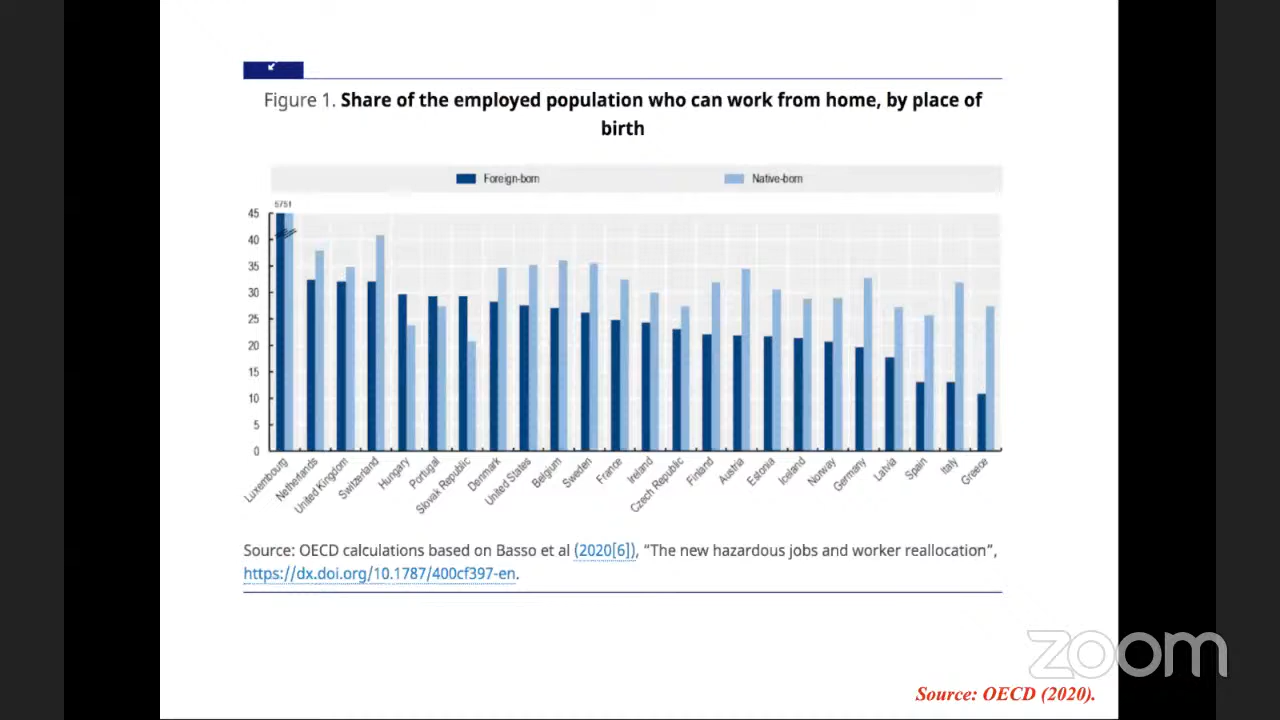 Figure 1. Share of the employed population who can work from home, by place of
birth
Foreign-born
Native-born
5751
45
40
35
30
25
20
15
10
5
0
Luxembourg
Netherlands
United Kingdom
Switzerland
Hungary
Portugal
Slovak Republic
Denmark
United States
Belgium
Sweden
France
Ireland
Czech Republic
Finland
Austria
Estonia
Iceland
Norway
Germany
Latvia
Spain
Italy
Greece
Source: OECD calculations based on Basso et al (2020[6]), “The new hazardous jobs and worker reallocation”,
https://dx.doi.org/10.1787/400cf397-en.
zoom
Source: OECD (2020).